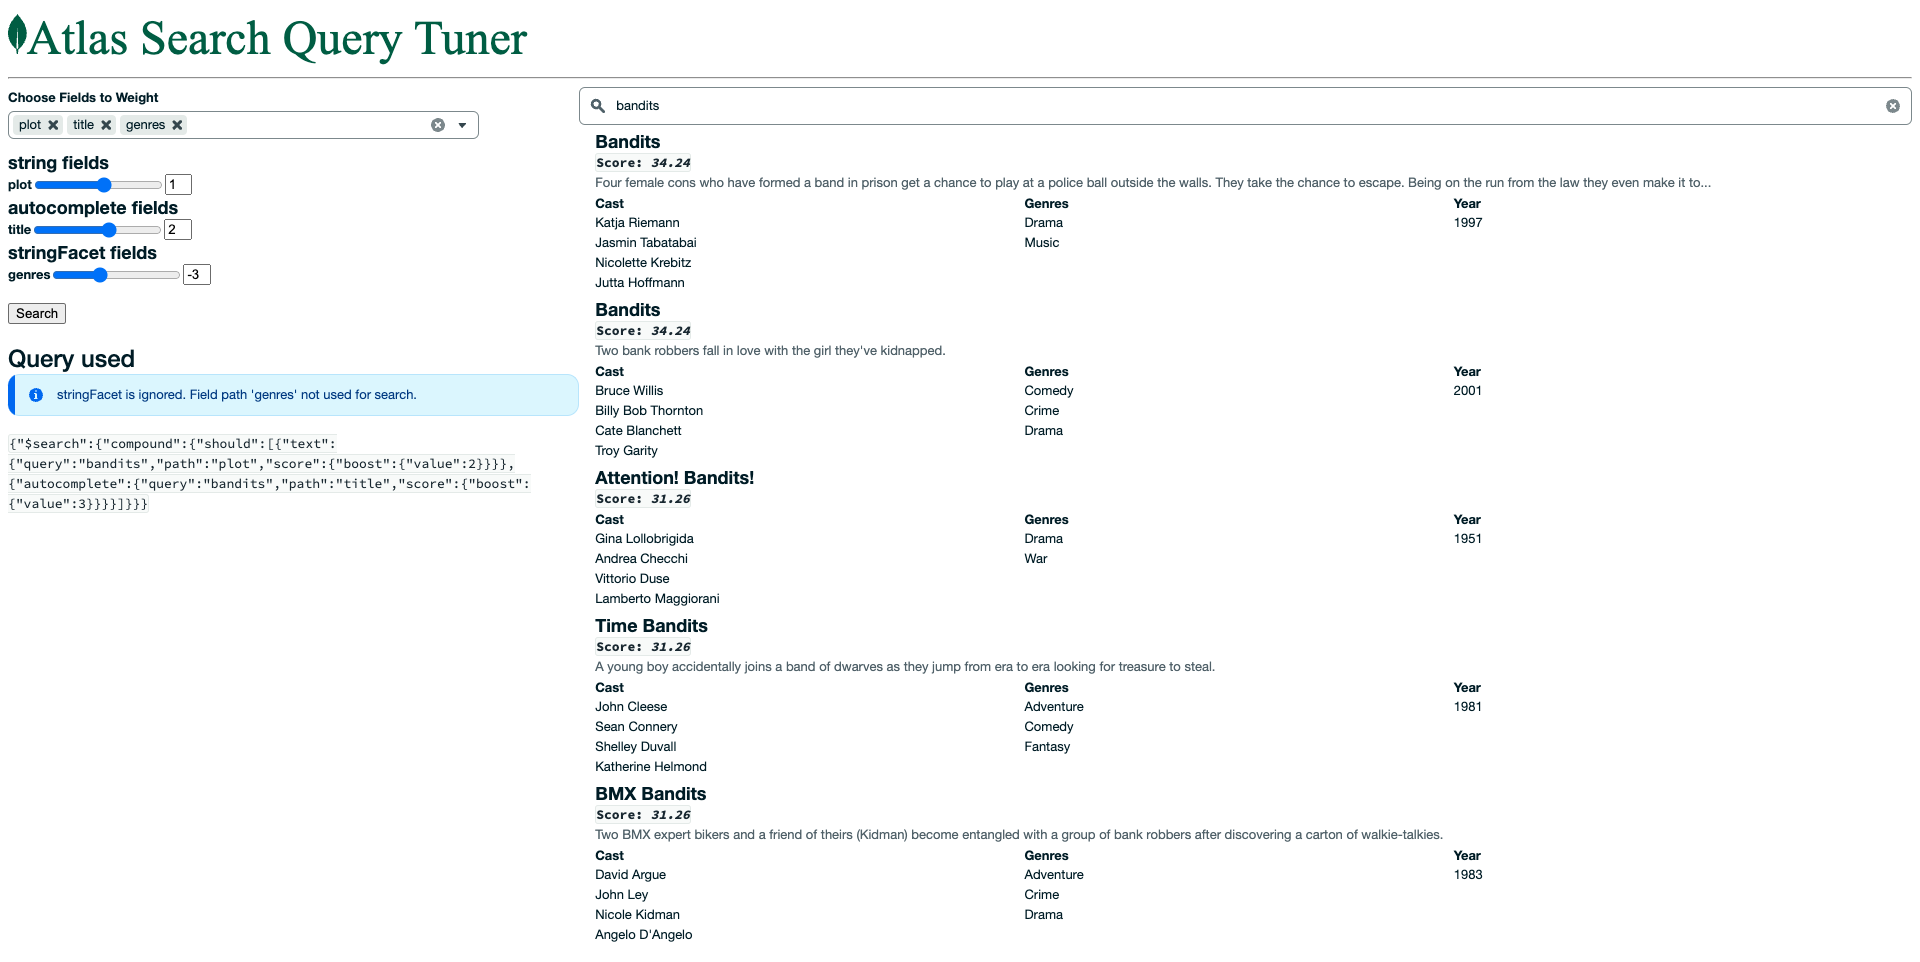 Atlas Search Query Tuner
Choose Fields to Weight
plot title genres
string fields
plot 1
autocomplete fields
title 2
stringFacet fields
genres -3
Search
Query used
stringFacet is ignored. Field path 'genres' not used for search.
{"$search":{"compound":{"should":[{"text":
{"query":"bandits","path":"plot","score":{"boost":{"value":2}}}},
{"autocomplete":{"query":"bandits","path":"title","score":{"boost":
{"value":3}}}}]}}}
bandits
Bandits
Score: 34.24
Four female cons who have formed a band in prison get a chance to play at a police ball outside the walls. They take the chance to escape. Being on the run from the law they even make it to...
Cast Genres Year
Katja Riemann Drama 1997
Jasmin Tabatabai Music
Nicolette Krebitz
Jutta Hoffmann
Bandits
Score: 34.24
Two bank robbers fall in love with the girl they've kidnapped.
Cast Genres Year
Bruce Willis Comedy 2001
Billy Bob Thornton Crime
Cate Blanchett Drama
Troy Garity
Attention! Bandits!
Score: 31.26
Cast Genres Year
Gina Lollobrigida Drama 1951
Andrea Checchi War
Vittorio Duse
Lamberto Maggiorani
Time Bandits
Score: 31.26
A young boy accidentally joins a band of dwarves as they jump from era to era looking for treasure to steal.
Cast Genres Year
John Cleese Adventure 1981
Sean Connery Comedy
Shelley Duvall Fantasy
Katherine Helmond
BMX Bandits
Score: 31.26
Two BMX expert bikers and a friend of theirs (Kidman) become entangled with a group of bank robbers after discovering a carton of walkie-talkies.
Cast Genres Year
David Argue Adventure 1983
John Ley Crime
Nicole Kidman Drama
Angelo D'Angelo